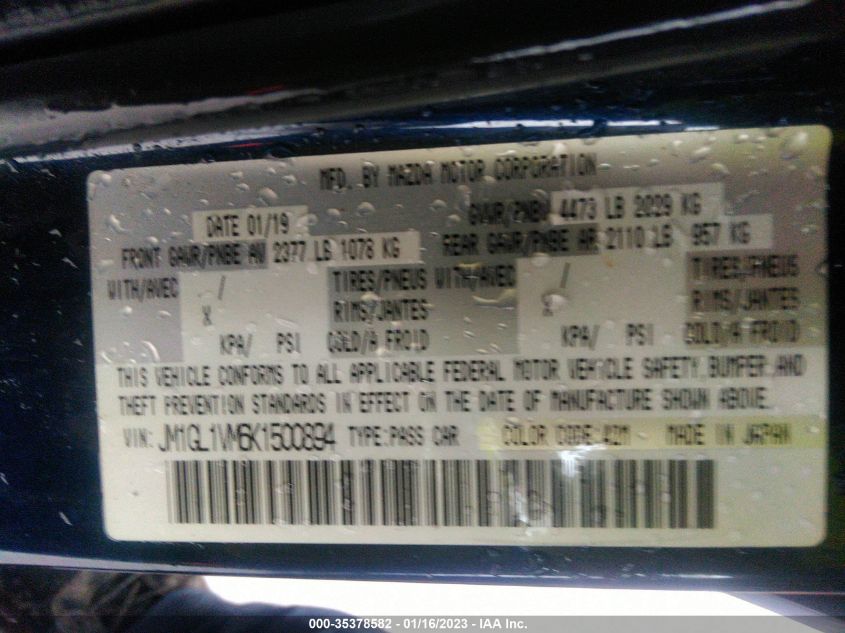 MFD. BY MAZDA MOTOR CORPORATION
DATE 01/19 GVWR/PNBV 4473 LB 2029 KG
FRONT GAWR/PNBE AV 2377 LB 1078 KG REAR GAWR/PNBE AR 2110 LB 957 KG
WITH/AVEC / TIRES/PNEUS WITH/AVEC / TIRES/PNEUS
X RIMS/JANTES X RIMS/JANTES
KPA/ PSI COLD/A FROID KPA/ PSI COLD/A FROID
THIS VEHICLE CONFORMS TO ALL APPLICABLE FEDERAL MOTOR VEHICLE SAFETY, BUMPER, AND
THEFT PREVENTION STANDARDS IN EFFECT ON THE DATE OF MANUFACTURE SHOWN ABOVE.
VIN: JM1GL1VM6K1500894 TYPE:PASS CAR COLOR CODE:42M MADE IN JAPAN
000-35378582 - 01/16/2023 - IAA Inc.